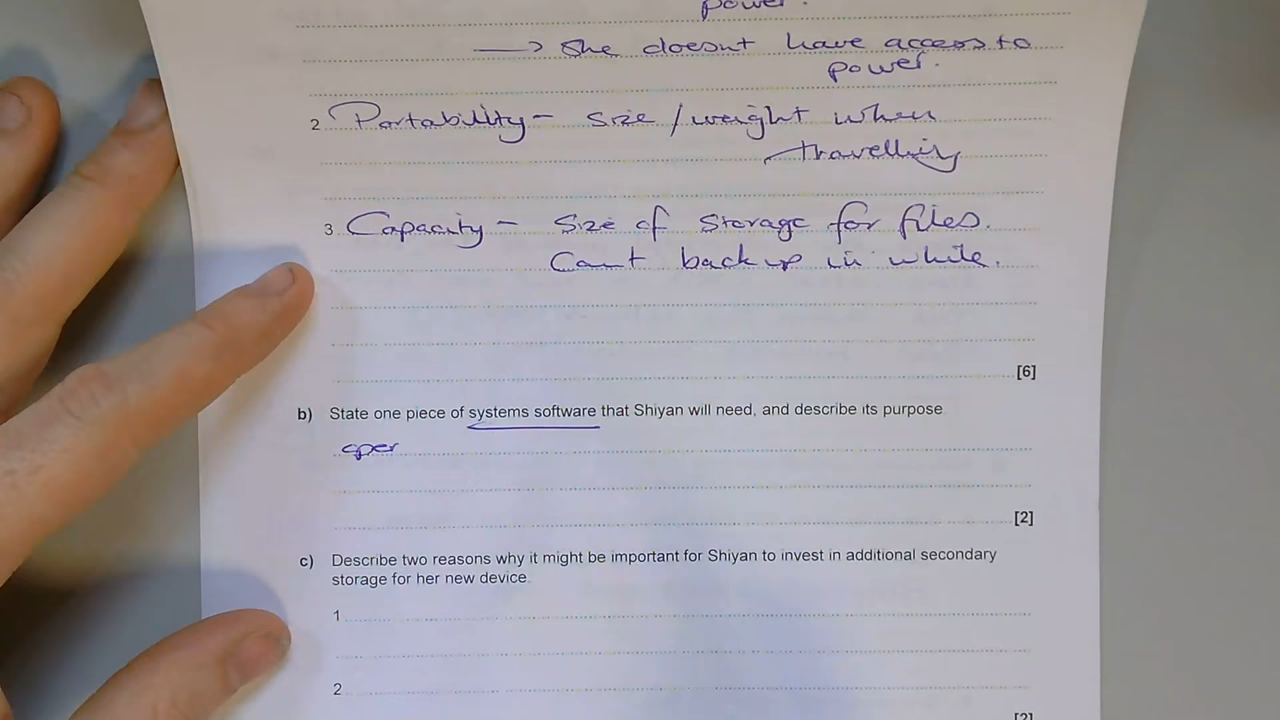 power.
——> She doesnt have access to
power.
2 Portability - Size / weight when
travelling
3 Capacity - Size of Storage for files.
Cant back up in while.
[6]
b) State one piece of systems software that Shiyan will need, and describe its purpose
oper
[2]
c) Describe two reasons why it might be important for Shiyan to invest in additional secondary
storage for her new device.
1
2
[2]